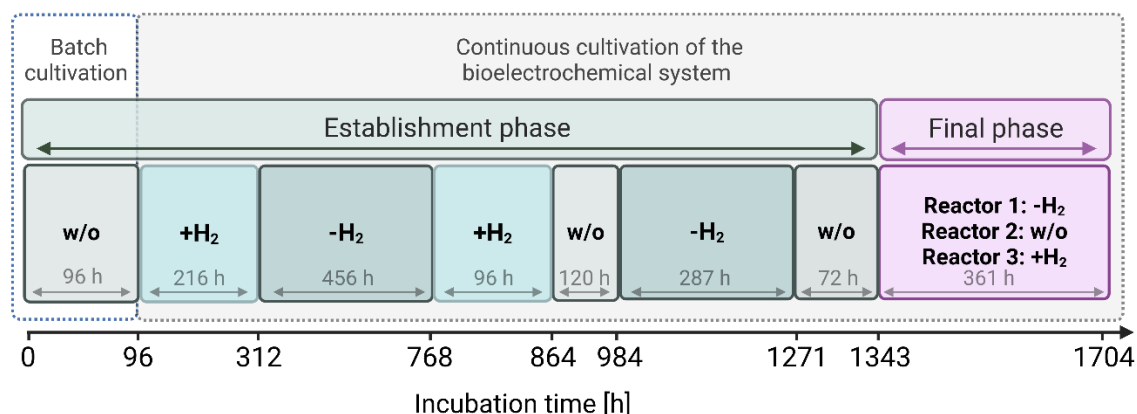 Batch
cultivation
Continuous cultivation of the
bioelectrochemical system
Establishment phase
Final phase
w/o
96 h
+H₂
216 h
-H₂
456 h
+H₂
96 h
w/o
120 h
-H₂
287 h
w/o
72 h
Reactor 1: -H₂
Reactor 2: w/o
Reactor 3: +H₂
361 h
0 96 312 768 864 984 1271 1343 1704
Incubation time [h]